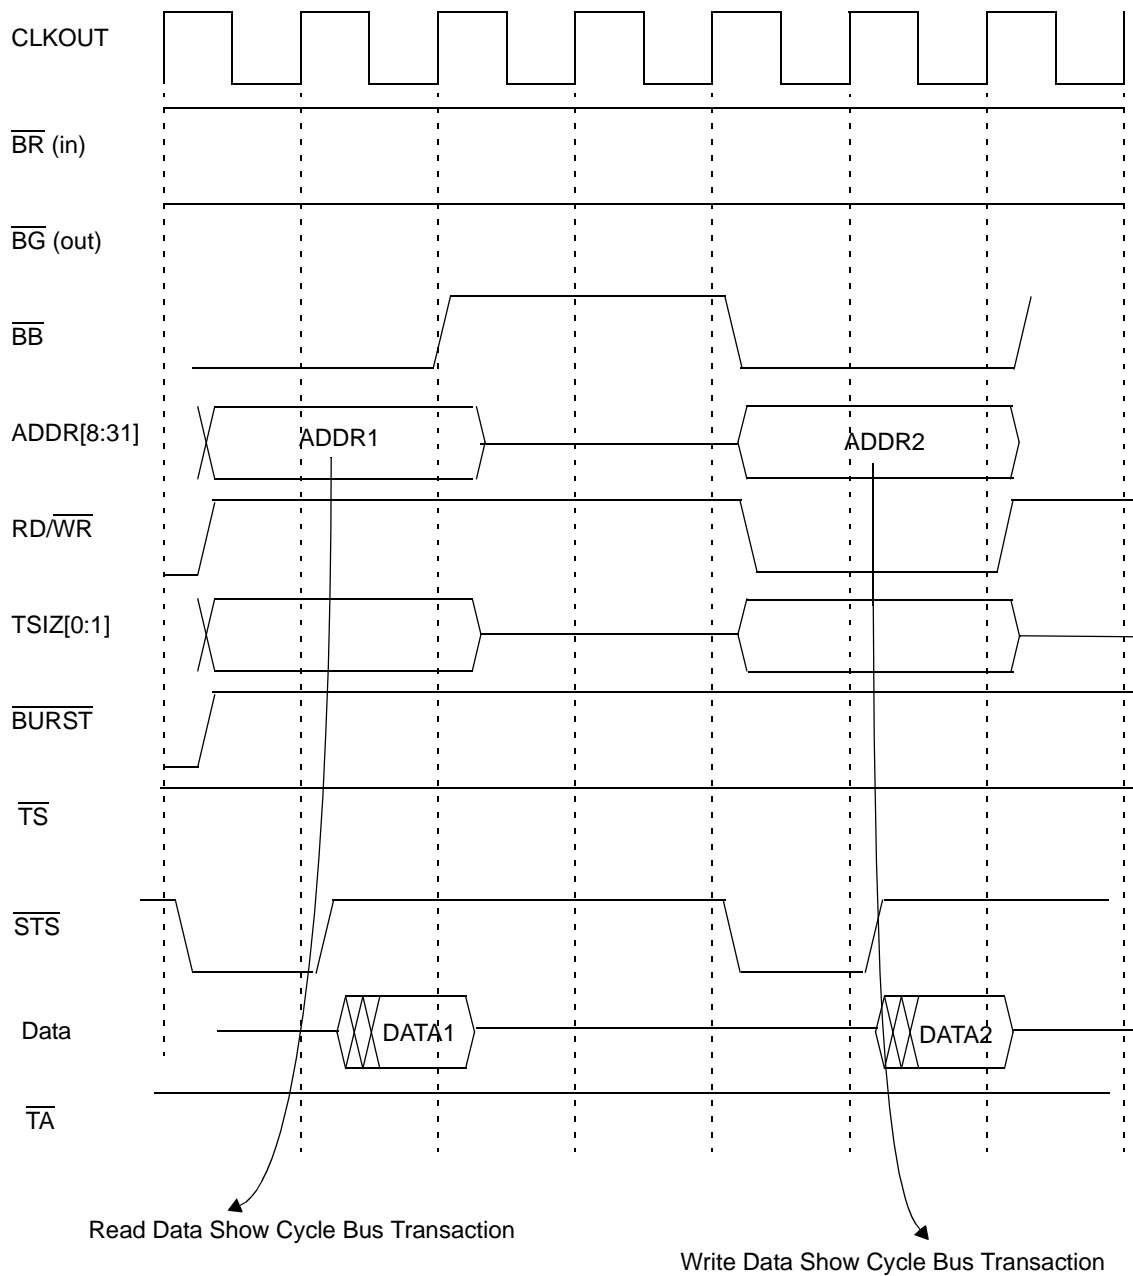 CLKOUT
BR (in)
BG (out)
BB
ADDR[8:31] ADDR1 ADDR2
RD/WR
TSIZ[0:1]
BURST
TS
STS
Data DATA1 DATA2
TA
Read Data Show Cycle Bus Transaction
Write Data Show Cycle Bus Transaction